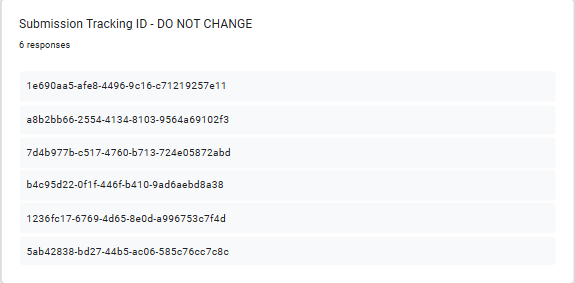 Submission Tracking ID - DO NOT CHANGE
6 responses
1e690aa5-afe8-4496-9c16-c71219257e11
a8b2bb66-2554-4134-8103-9564a69102f3
7d4b977b-c517-4760-b713-724e05872abd
b4c95d22-0f1f-446f-b410-9ad6aebd8a38
1236fc17-6769-4d65-8e0d-a996753c7f4d
5ab42838-bd27-44b5-ac06-585c76cc7c8c